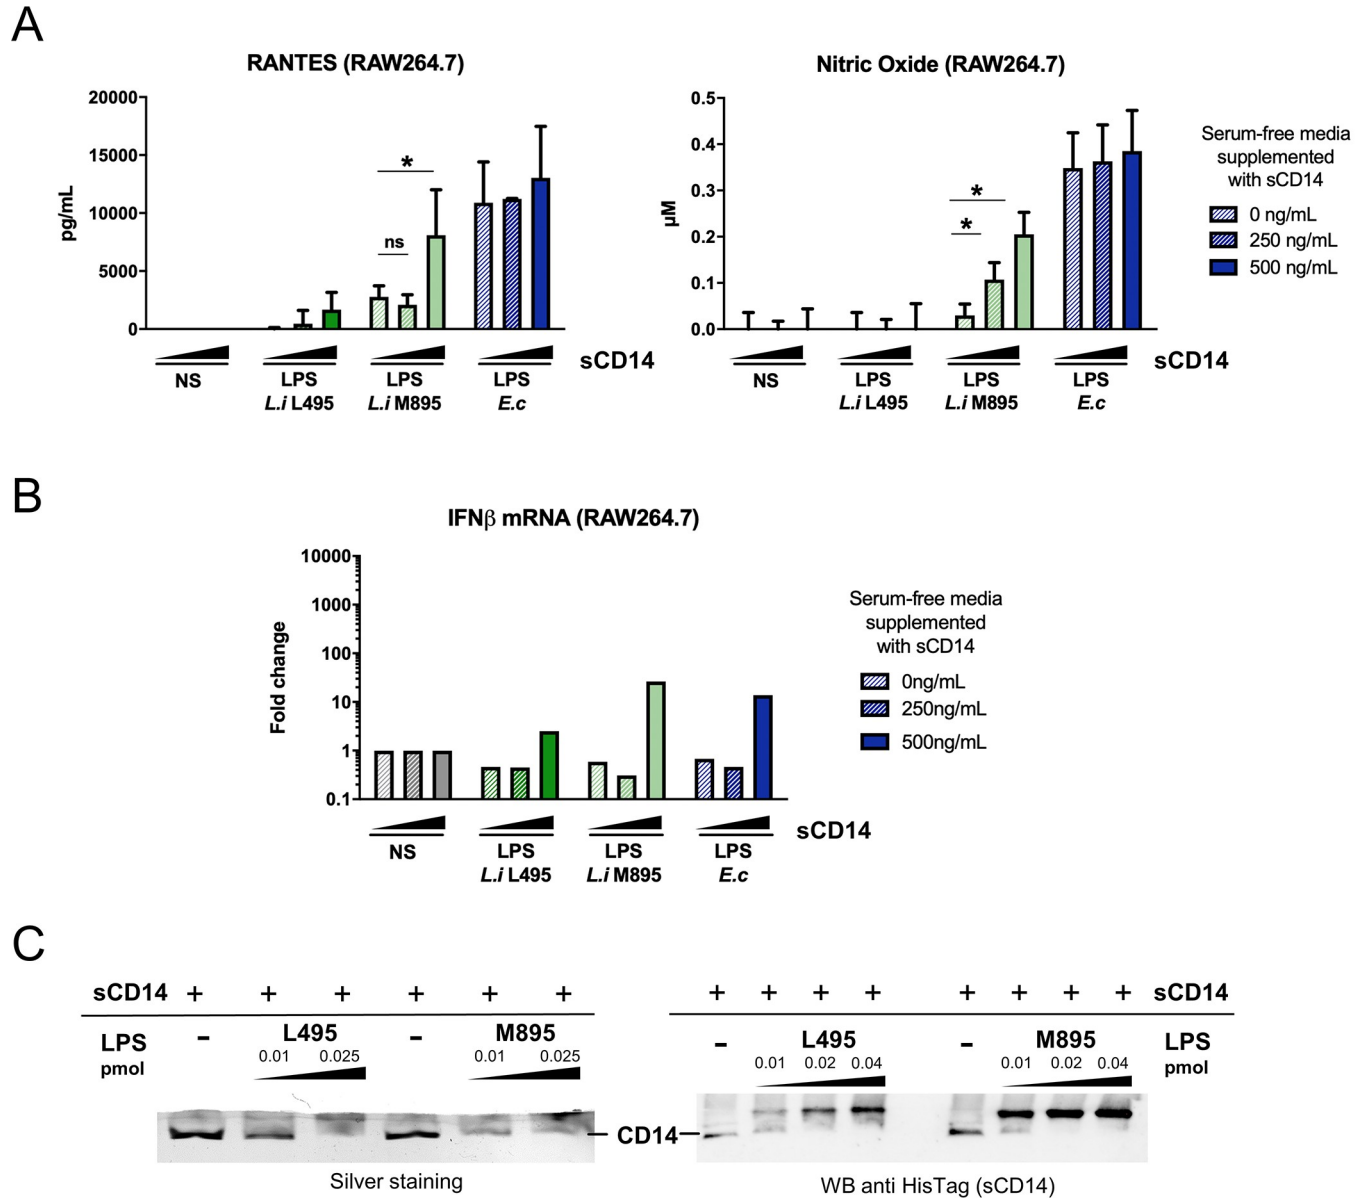 A
RANTES (RAW264.7)
20000
15000
10000
5000
0
pg/mL
ns
*
sCD14
NS
LPS
L.i L495
LPS
L.i M895
LPS
E.c
Nitric Oxide (RAW264.7)
0.5
0.4
0.3
0.2
0.1
0.0
µM
*
*
sCD14
NS
LPS
L.i L495
LPS
L.i M895
LPS
E.c
Serum-free media
supplemented
with sCD14
0 ng/mL
250 ng/mL
500 ng/mL
B
IFNβ mRNA (RAW264.7)
10000
1000
100
10
1
0.1
Fold change
sCD14
NS
LPS
L.i L495
LPS
L.i M895
LPS
E.c
Serum-free media
supplemented
with sCD14
0ng/mL
250ng/mL
500ng/mL
C
sCD14 + + + + + +
LPS - L495 - M895
pmol 0.01 0.025 0.01 0.025
CD14
Silver staining
+ + + + + + + + sCD14
- L495 - M895 LPS
0.01 0.02 0.04 0.01 0.02 0.04 pmol
WB anti HisTag (sCD14)